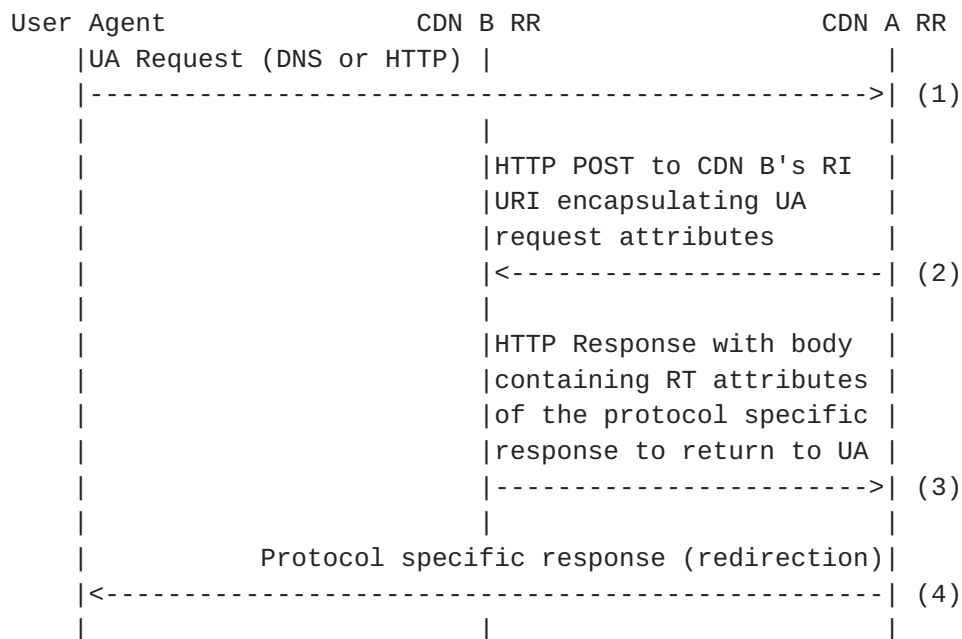 User Agent CDN B RR CDN A RR
UA Request (DNS or HTTP)
(1)
HTTP POST to CDN B's RI
URI encapsulating UA
request attributes
(2)
HTTP Response with body
containing RT attributes
of the protocol specific
response to return to UA
(3)
Protocol specific response (redirection)
(4)